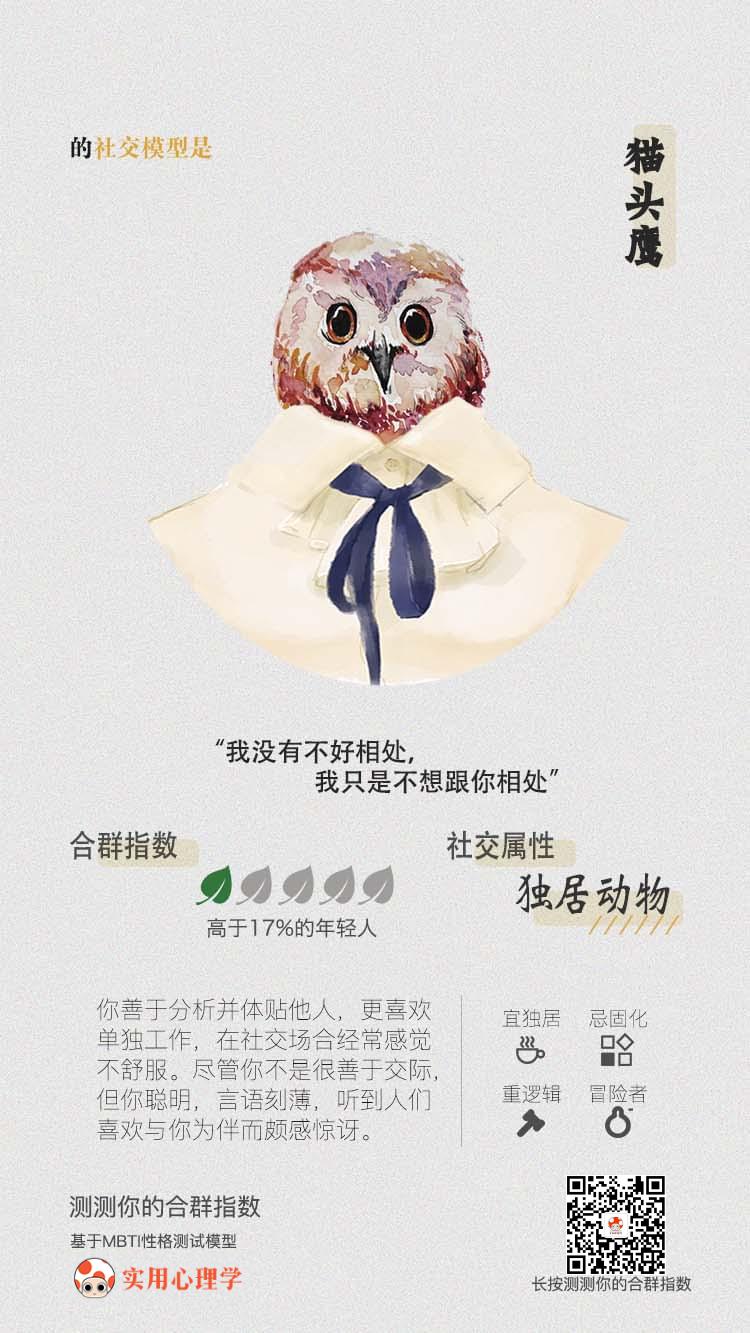 的社交模型是
猫头鹰
“我没有不好相处，
我只是不想跟你相处”
合群指数
高于17%的年轻人
社交属性
独居动物
你善于分析并体贴他人，更喜欢
单独工作，在社交场合经常感觉
不舒服。尽管你不是很善于交际，
但你聪明，言语刻薄，听到人们
喜欢与你为伴而颇感惊讶。
宜独居 忌固化
重逻辑 冒险者
测测你的合群指数
基于MBTI性格测试模型
实用心理学
长按测测你的合群指数